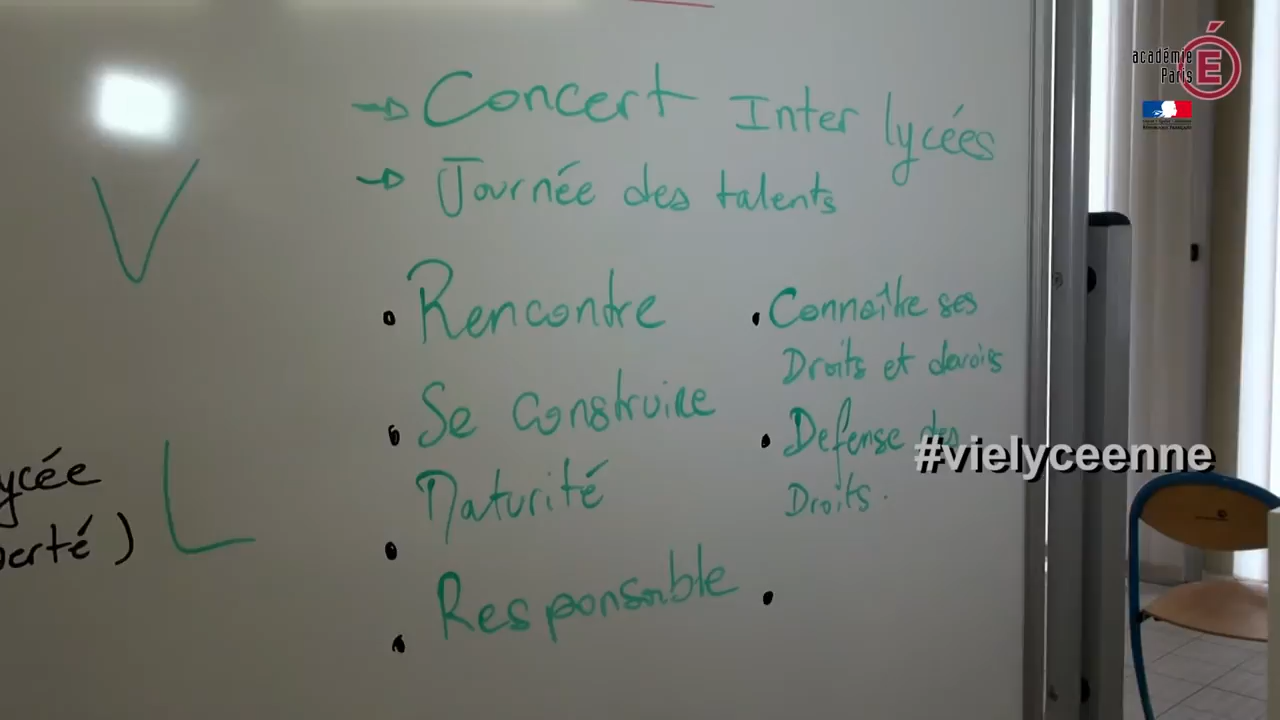 → Concert Inter lycées
→ Journée des talents
V
• Rencontre
• Se construire
• Maturité
• Responsable
• Connaître ses
Droits et devoirs
• Defense des
Droits.
•
ycée
erté )
L
#vielyceenne
académie
Paris
É